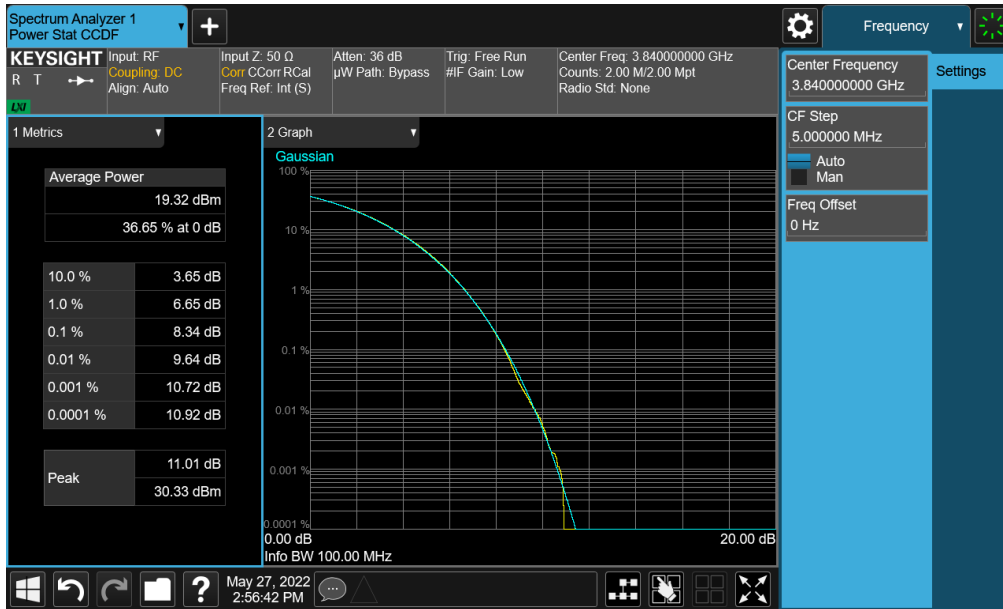 Spectrum Analyzer 1
Power Stat CCDF
+
Frequency
KEYSIGHT
R T
LXI
Input: RF
Coupling: DC
Align: Auto
Input Z: 50 Ω
Corr CCorr RCal
Freq Ref: Int (S)
Atten: 36 dB
µW Path: Bypass
Trig: Free Run
#IF Gain: Low
Center Freq: 3.840000000 GHz
Counts: 2.00 M/2.00 Mpt
Radio Std: None
Center Frequency
3.840000000 GHz
Settings
CF Step
5.000000 MHz
Auto
Man
Freq Offset
0 Hz
1 Metrics
Average Power
19.32 dBm
36.65 % at 0 dB
10.0 % 3.65 dB
1.0 % 6.65 dB
0.1 % 8.34 dB
0.01 % 9.64 dB
0.001 % 10.72 dB
0.0001 % 10.92 dB
Peak
11.01 dB
30.33 dBm
2 Graph
Gaussian
100 %
10 %
1 %
0.1 %
0.01 %
0.001 %
0.0001 %
0.00 dB 20.00 dB
Info BW 100.00 MHz
?
May 27, 2022
2:56:42 PM